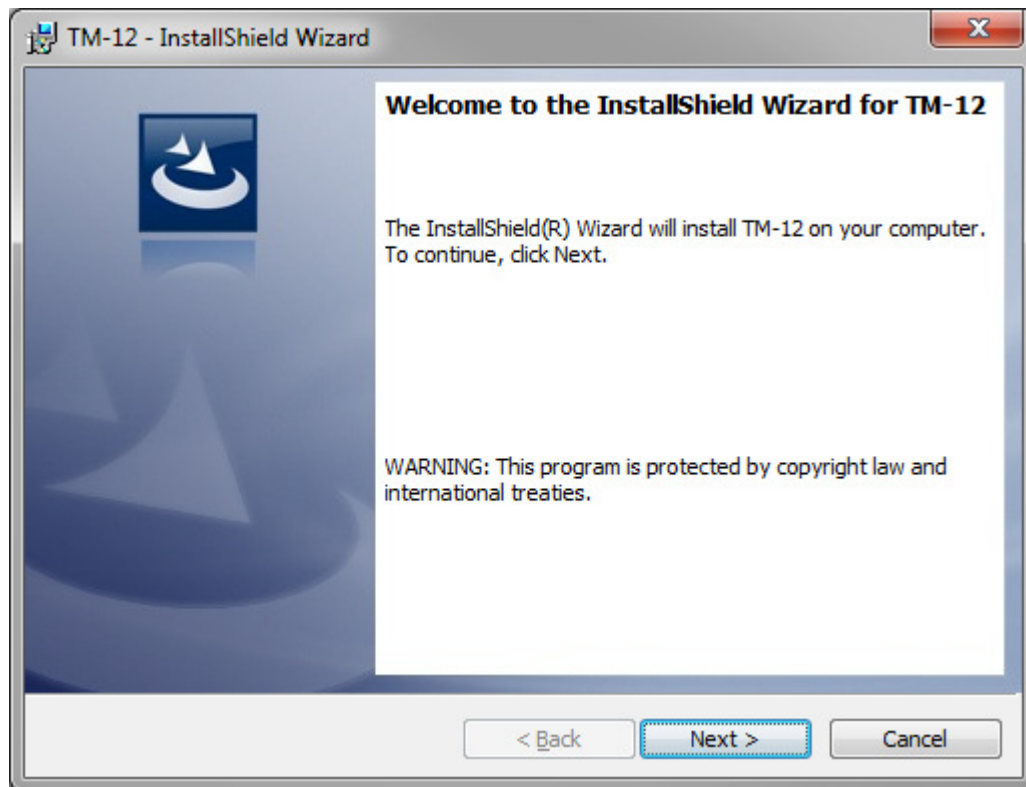 TM-12 - InstallShield Wizard
Welcome to the InstallShield Wizard for TM-12
The InstallShield(R) Wizard will install TM-12 on your computer.
To continue, click Next.
WARNING: This program is protected by copyright law and
international treaties.
< Back
Next >
Cancel